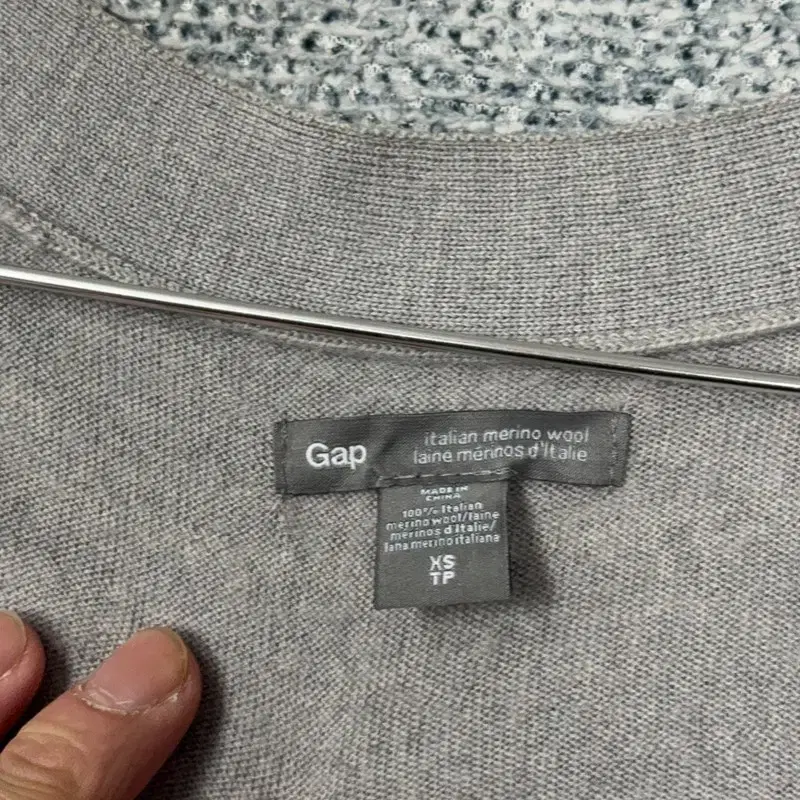 Gap
italian merino wool
laine mérinos d'Italie
MADE IN
CHINA
100% Italian
merino wool/laine
merinos d'Italie/
lana merino italiana
XS
TP